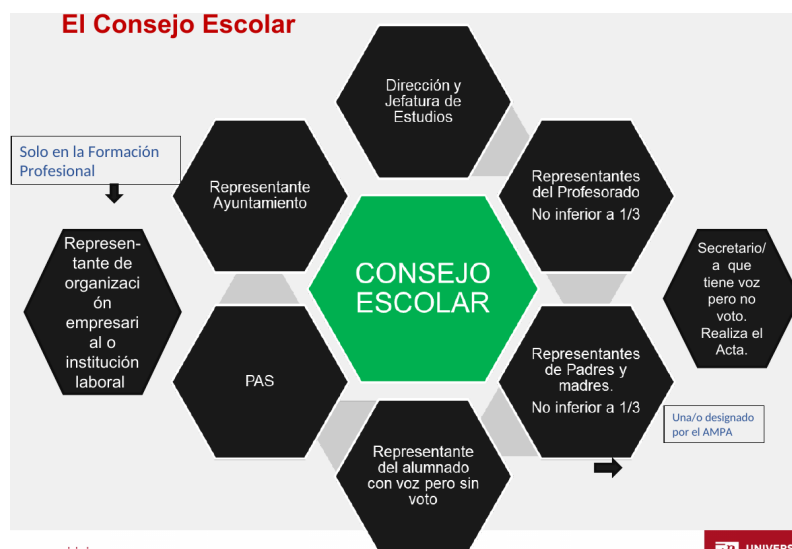 El Consejo Escolar
Dirección y
Jefatura de
Estudios
Solo en la Formación
Profesional
Representante
Ayuntamiento
Representantes
del Profesorado
No inferior a 1/3
Represen-
tante de
organizaci
ón
empresari
al o
institución
laboral
CONSEJO
ESCOLAR
Secretario/
a que
tiene voz
pero no
voto.
Realiza el
Acta.
PAS
Representantes
de Padres y
madres.
No inferior a 1/3
Una/o designado
por el AMPA
Representante
del alumnado
con voz pero sin
voto